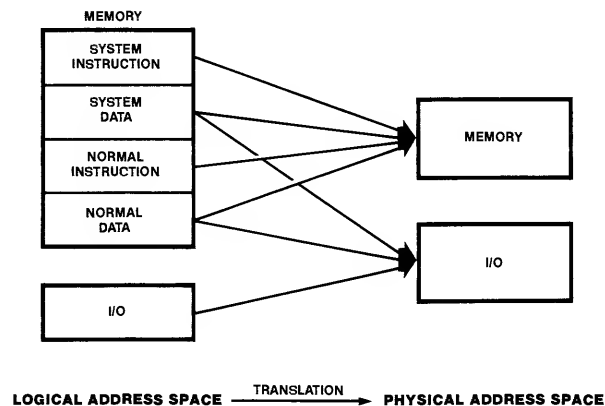 MEMORY
SYSTEM
INSTRUCTION
SYSTEM
DATA
NORMAL
INSTRUCTION
NORMAL
DATA
I/O
MEMORY
I/O
LOGICAL ADDRESS SPACE TRANSLATION PHYSICAL ADDRESS SPACE